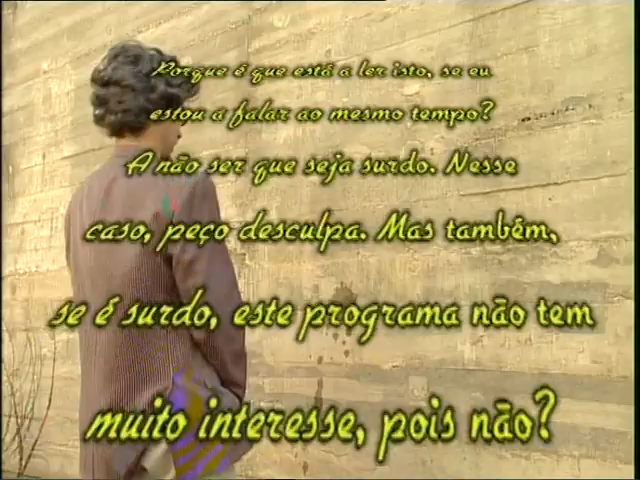 Porque é que está a ler isto, se eu
estou a falar ao mesmo tempo?
A não ser que seja surdo. Nesse
caso, peço desculpa. Mas também,
se é surdo, este programa não tem
muito interesse, pois não?